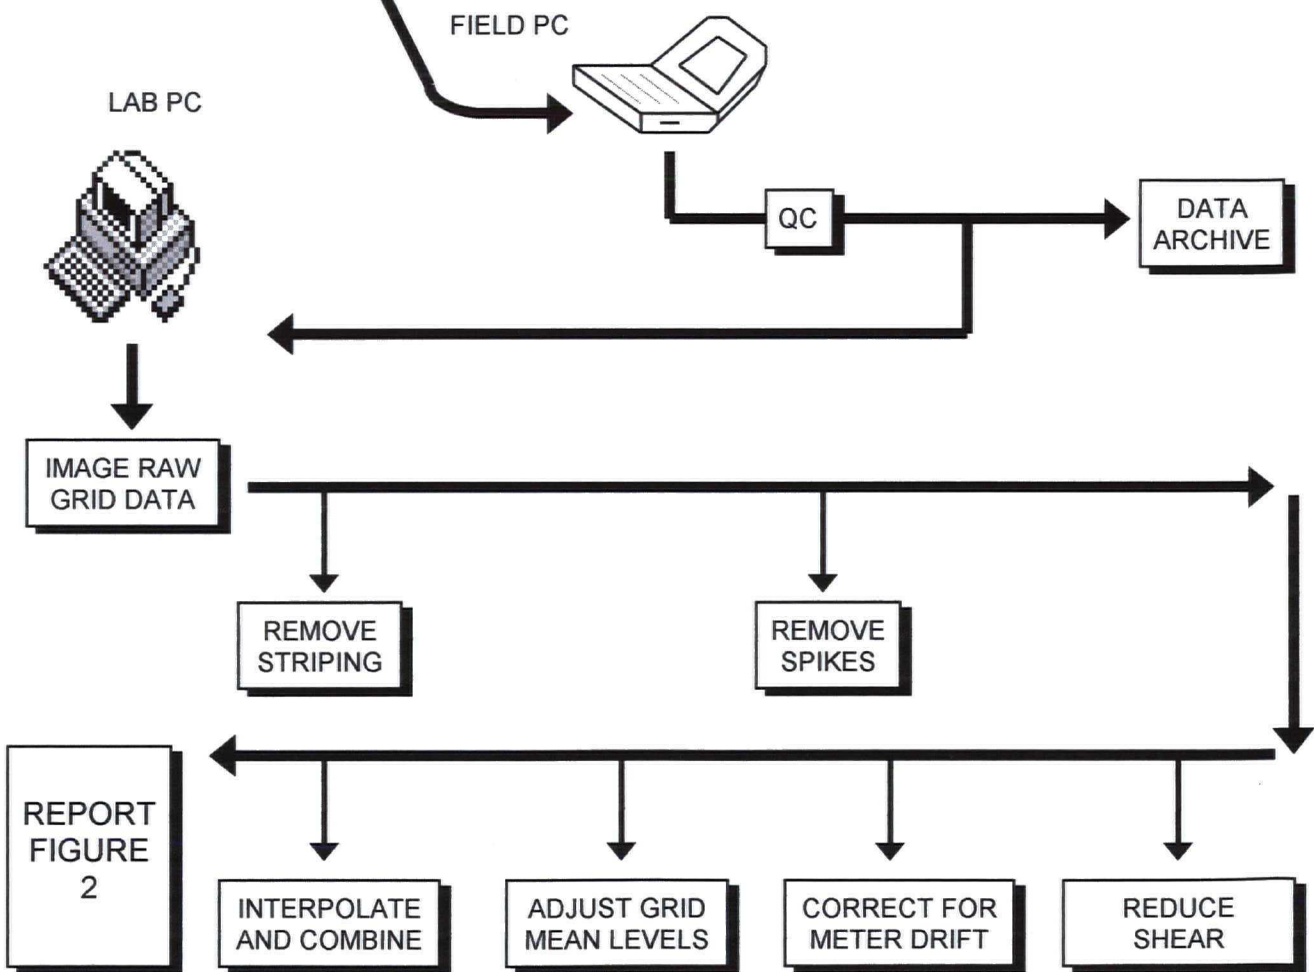 FIELD PC
LAB PC
QC
DATA
ARCHIVE
IMAGE RAW
GRID DATA
REMOVE
STRIPING
REMOVE
SPIKES
REPORT
FIGURE
2
INTERPOLATE
AND COMBINE
ADJUST GRID
MEAN LEVELS
CORRECT FOR
METER DRIFT
REDUCE
SHEAR